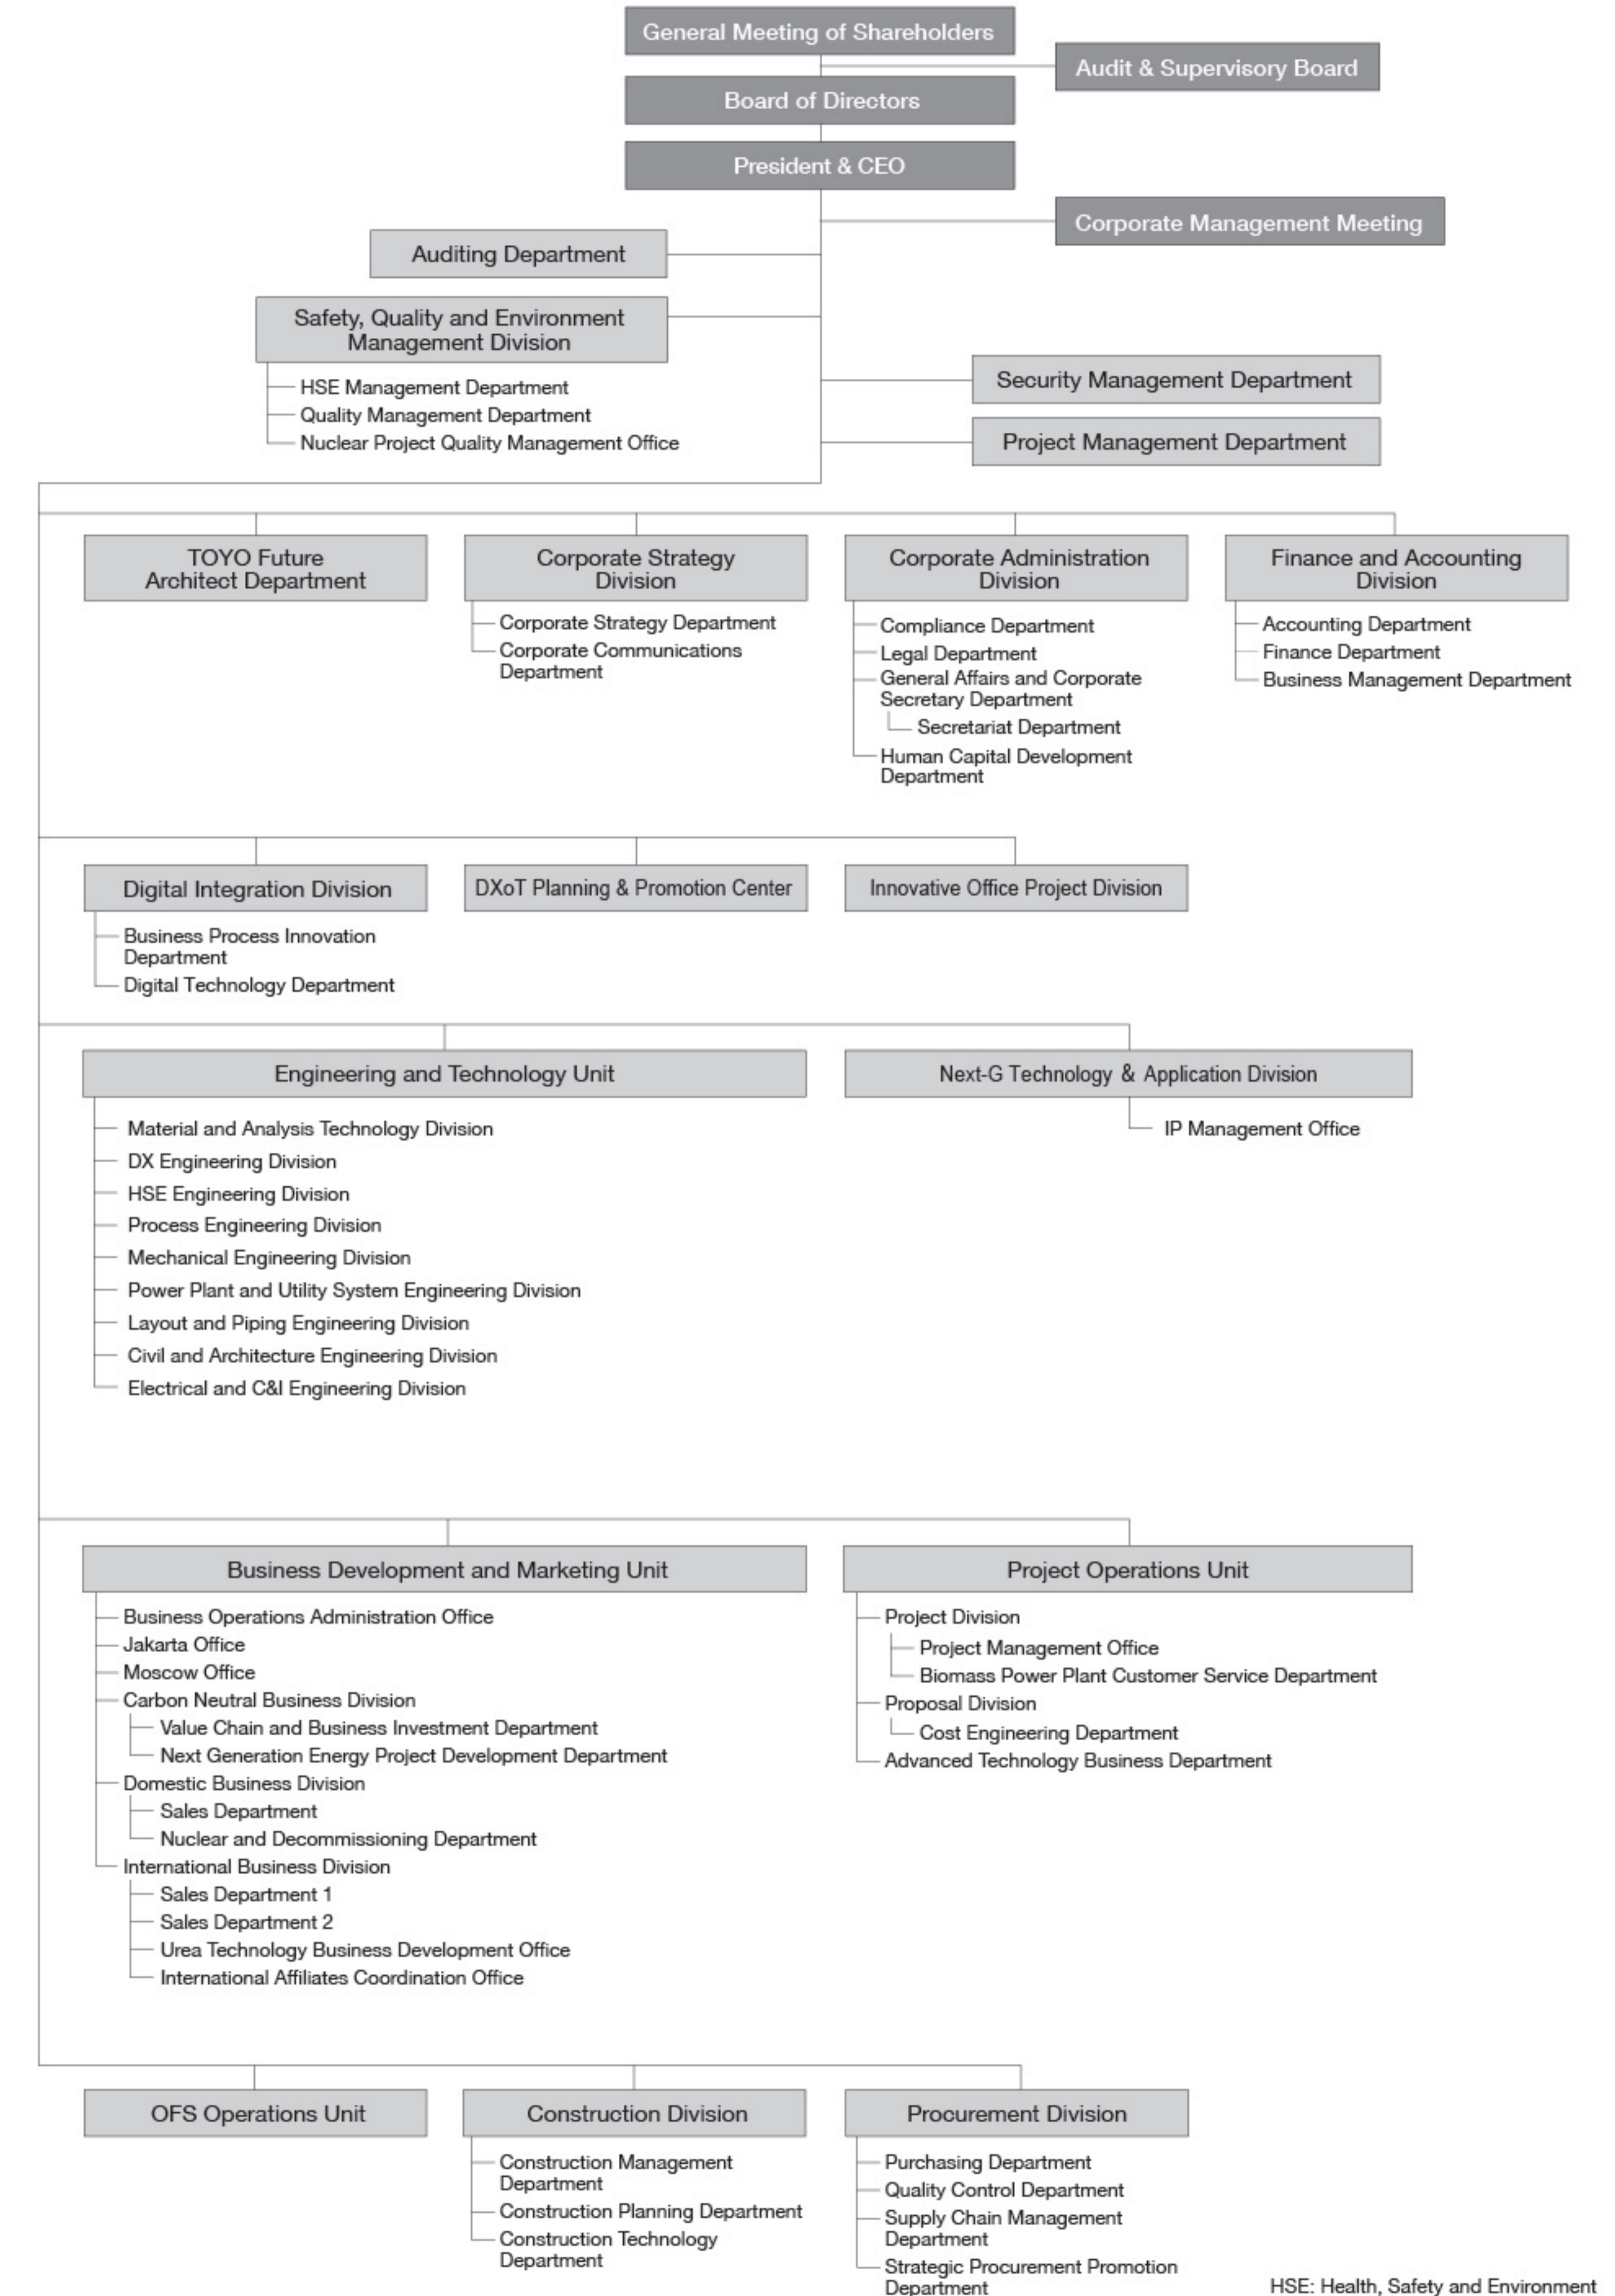 General Meeting of Shareholders
Audit & Supervisory Board
Board of Directors
President & CEO
Corporate Management Meeting
Auditing Department
Safety, Quality and Environment
Management Division
HSE Management Department
Quality Management Department
Nuclear Project Quality Management Office
Security Management Department
Project Management Department
TOYO Future
Architect Department
Corporate Strategy
Division
Corporate Strategy Department
Corporate Communications
Department
Corporate Administration
Division
Compliance Department
Legal Department
General Affairs and Corporate
Secretary Department
Secretariat Department
Human Capital Development
Department
Finance and Accounting
Division
Accounting Department
Finance Department
Business Management Department
Digital Integration Division
Business Process Innovation
Department
Digital Technology Department
DXoT Planning & Promotion Center
Innovative Office Project Division
Engineering and Technology Unit
Material and Analysis Technology Division
DX Engineering Division
HSE Engineering Division
Process Engineering Division
Mechanical Engineering Division
Power Plant and Utility System Engineering Division
Layout and Piping Engineering Division
Civil and Architecture Engineering Division
Electrical and C&I Engineering Division
Next-G Technology & Application Division
IP Management Office
Business Development and Marketing Unit
Business Operations Administration Office
Jakarta Office
Moscow Office
Carbon Neutral Business Division
Value Chain and Business Investment Department
Next Generation Energy Project Development Department
Domestic Business Division
Sales Department
Nuclear and Decommissioning Department
International Business Division
Sales Department 1
Sales Department 2
Urea Technology Business Development Office
International Affiliates Coordination Office
Project Operations Unit
Project Division
Project Management Office
Biomass Power Plant Customer Service Department
Proposal Division
Cost Engineering Department
Advanced Technology Business Department
OFS Operations Unit
Construction Division
Construction Management
Department
Construction Planning Department
Construction Technology
Department
Procurement Division
Purchasing Department
Quality Control Department
Supply Chain Management
Department
Strategic Procurement Promotion
Department
HSE: Health, Safety and Environment